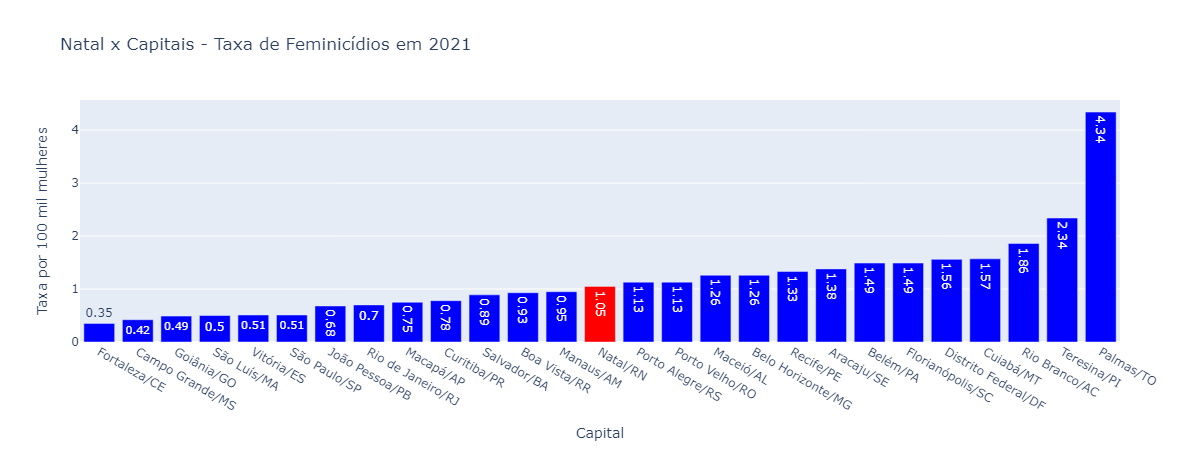 Natal x Capitais - Taxa de Feminicídios em 2021
Taxa por 100 mil mulheres
4
3
2
1
0
0.35
0.42
0.49
0.5
0.51
0.51
0.68
0.7
0.75
0.78
0.89
0.93
0.95
1.05
1.13
1.13
1.26
1.26
1.33
1.38
1.49
1.49
1.56
1.57
1.86
2.34
4.34
Fortaleza/CE
Campo Grande/MS
Goiânia/GO
São Luís/MA
Vitória/ES
São Paulo/SP
João Pessoa/PB
Rio de Janeiro/RJ
Macapá/AP
Curitiba/PR
Salvador/BA
Boa Vista/RR
Manaus/AM
Natal/RN
Porto Alegre/RS
Porto Velho/RO
Maceió/AL
Belo Horizonte/MG
Recife/PE
Aracaju/SE
Belém/PA
Florianópolis/SC
Distrito Federal/DF
Cuiabá/MT
Rio Branco/AC
Teresina/PI
Palmas/TO
Capital